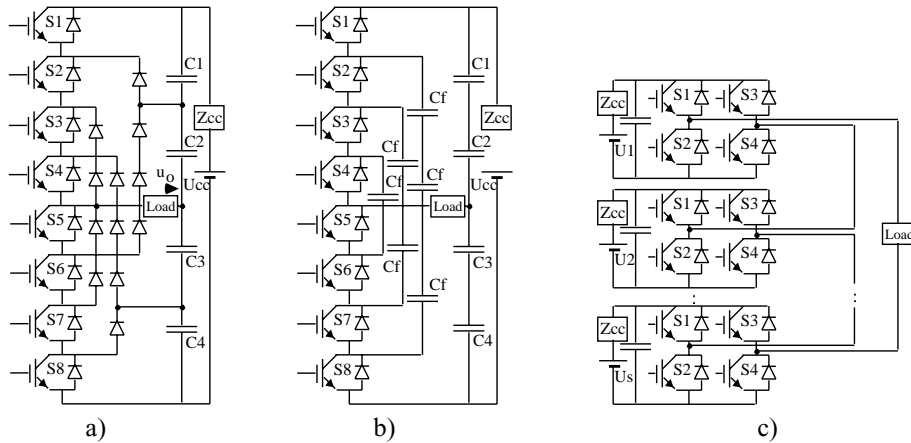 S1
S2
S3
S4
S5
S6
S7
S8
C1
C2
C3
C4
Zcc
Ucc
uo
Load
a)
S1
S2
S3
S4
S5
S6
S7
S8
Cf
Cf
Cf
Cf
Cf
Cf
C1
C2
C3
C4
Zcc
Ucc
Load
b)
Zcc
U1
S1
S3
S2
S4
Zcc
U2
S1
S3
S2
S4
Load
:
:
Zcc
Us
S1
S3
S2
S4
c)